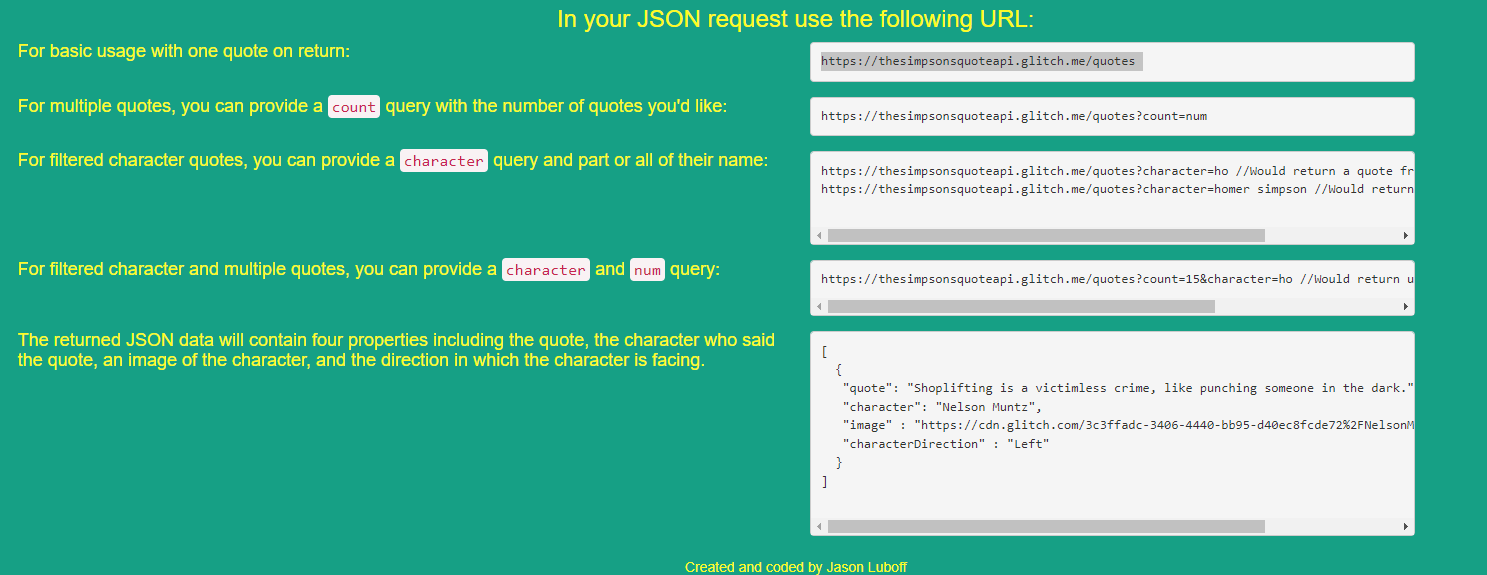 In your JSON request use the following URL:
For basic usage with one quote on return:
https://thesimpsonsquoteapi.glitch.me/quotes
For multiple quotes, you can provide a count query with the number of quotes you'd like:
https://thesimpsonsquoteapi.glitch.me/quotes?count=num
For filtered character quotes, you can provide a character query and part or all of their name:
https://thesimpsonsquoteapi.glitch.me/quotes?character=ho //Would return a quote fr
https://thesimpsonsquoteapi.glitch.me/quotes?character=homer simpson //Would return
For filtered character and multiple quotes, you can provide a character and num query:
https://thesimpsonsquoteapi.glitch.me/quotes?count=15&character=ho //Would return u
The returned JSON data will contain four properties including the quote, the character who said
the quote, an image of the character, and the direction in which the character is facing.
[
{
"quote": "Shoplifting is a victimless crime, like punching someone in the dark."
"character": "Nelson Muntz",
"image" : "https://cdn.glitch.com/3c3ffadc-3406-4440-bb95-d40ec8fcde72%2FNelsonM
"characterDirection" : "Left"
}
]
Created and coded by Jason Luboff